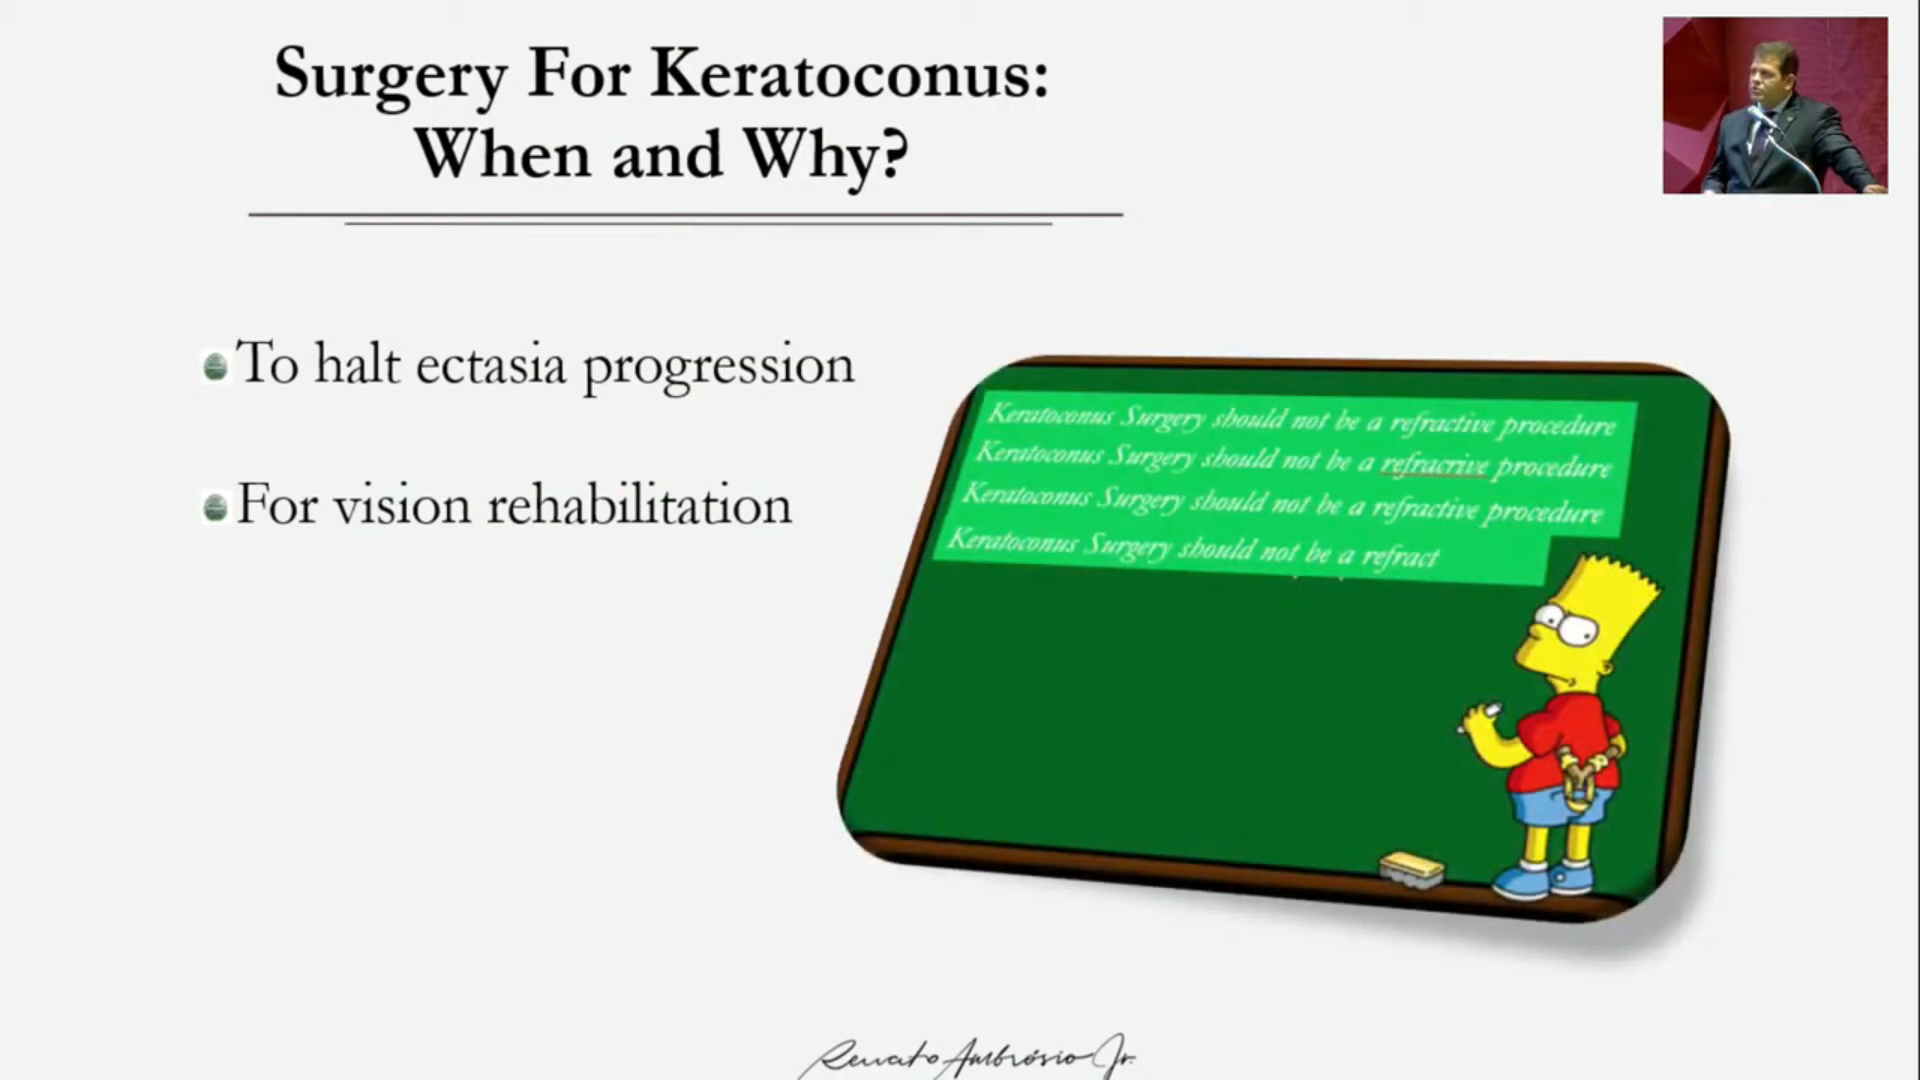 Surgery For Keratoconus:
When and Why?
To halt ectasia progression
For vision rehabilitation
Keratoconus Surgery should not be a refractive procedure
Keratoconus Surgery should not be a refracrive procedure
Keratoconus Surgery should not be a refractive procedure
Keratoconus Surgery should not be a refract
Renato Ambrósio Jr.